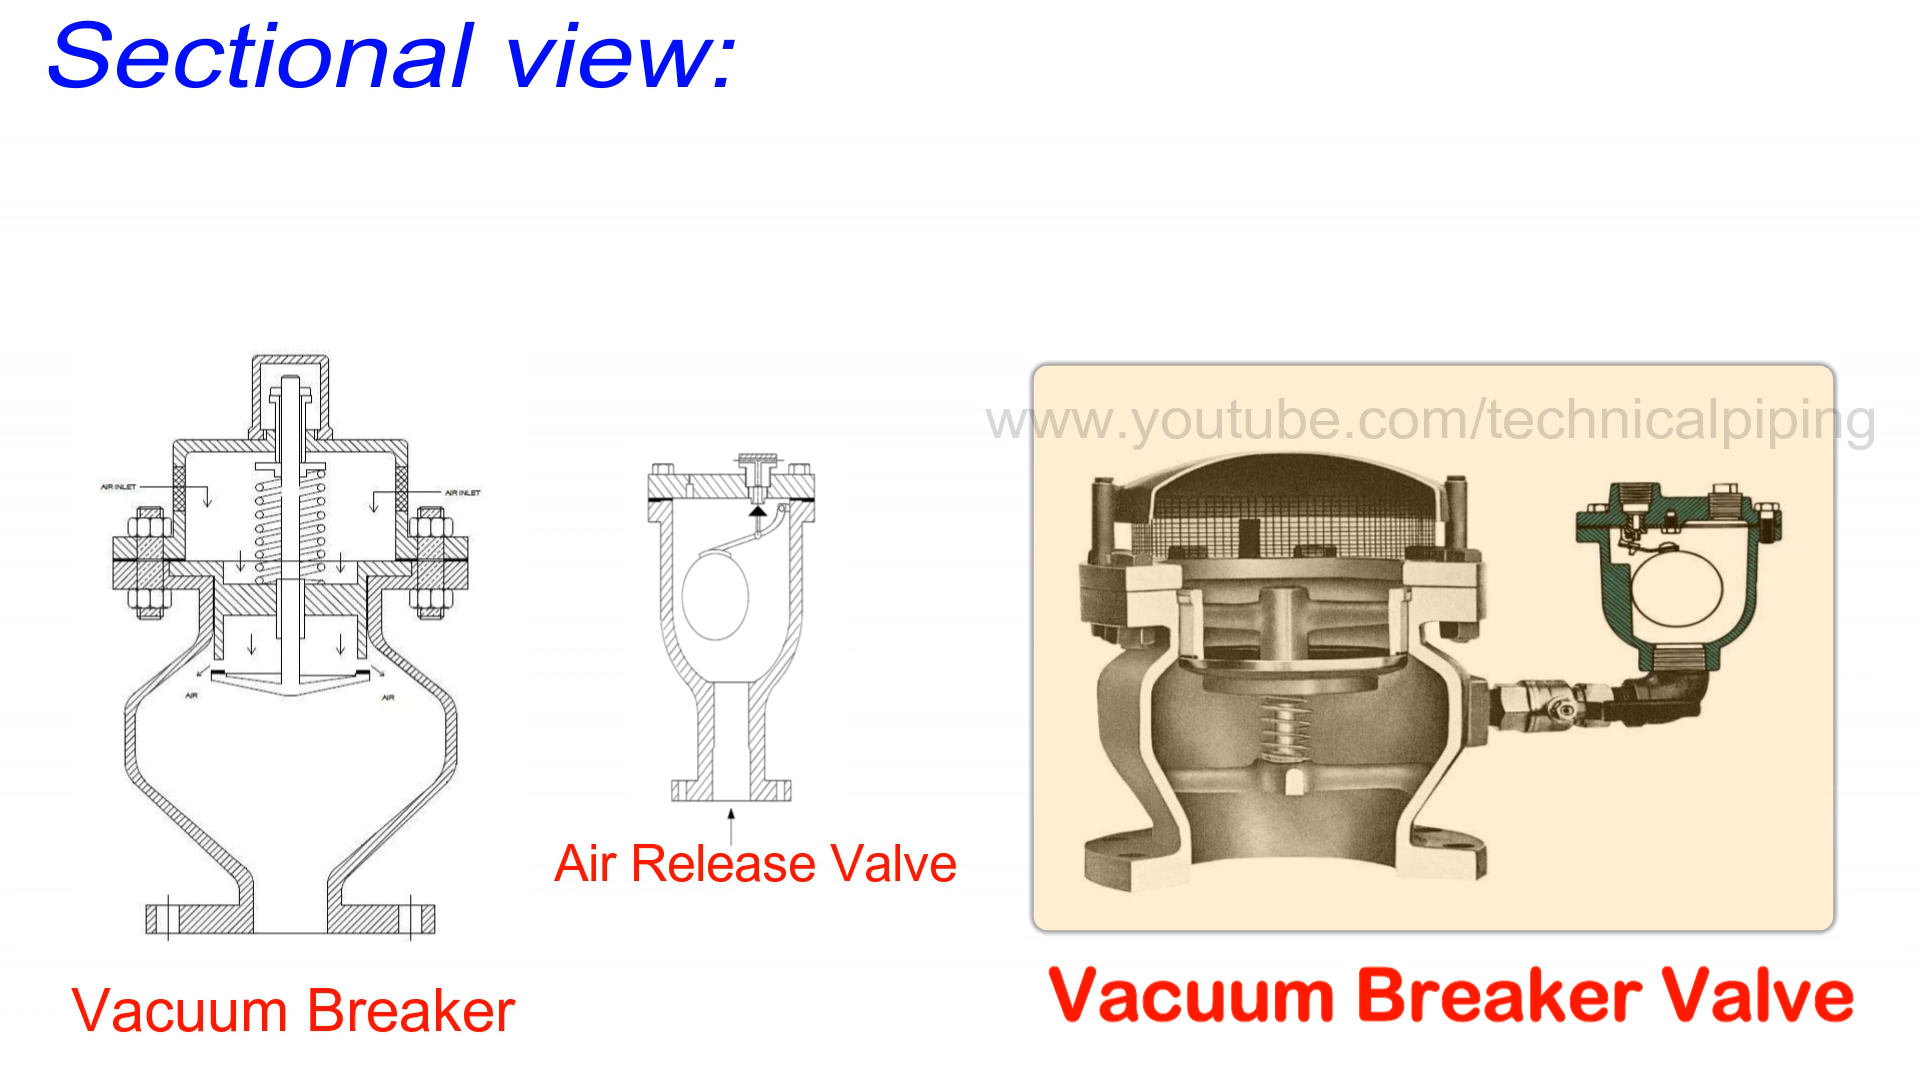 Sectional view:
www.youtube.com/technicalpiping
AIR INLET
AIR INLET
AIR
AIR
Air Release Valve
Vacuum Breaker
Vacuum Breaker Valve